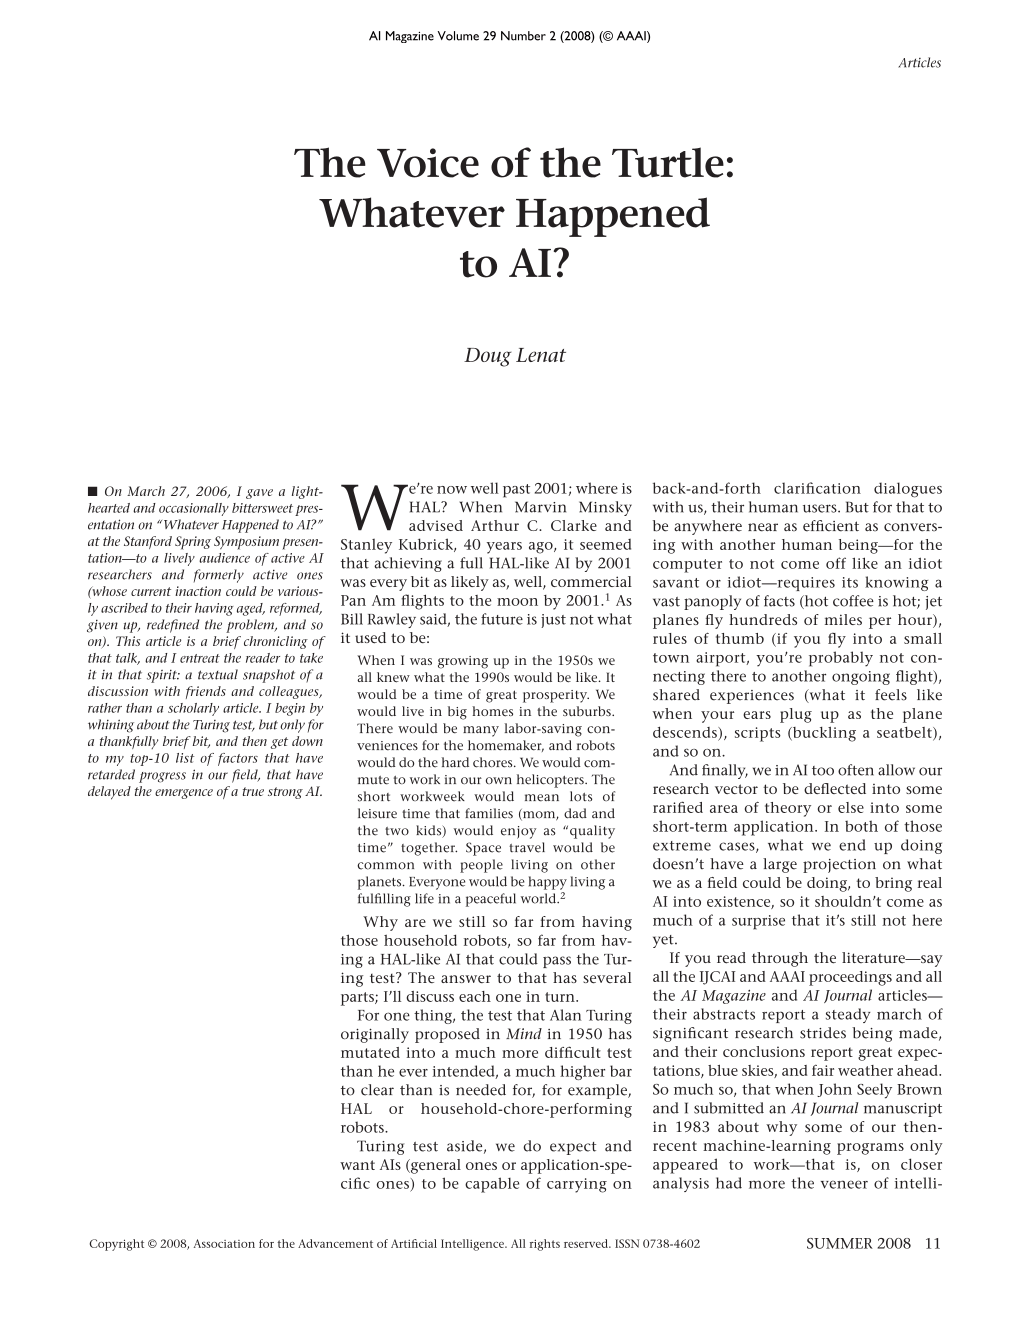 AI Magazine Volume 29 Number 2 (2008) (© AAAI)
Articles
The Voice of the Turtle:
Whatever Happened
to AI?
Doug Lenat
■ On March 27, 2006, I gave a light-
hearted and occasionally bittersweet pres-
entation on “Whatever Happened to AI?”
at the Stanford Spring Symposium presen-
tation—to a lively audience of active AI
researchers and formerly active ones
(whose current inaction could be various-
ly ascribed to their having aged, reformed,
given up, redefined the problem, and so
on). This article is a brief chronicling of
that talk, and I entreat the reader to take
it in that spirit: a textual snapshot of a
discussion with friends and colleagues,
rather than a scholarly article. I begin by
whining about the Turing test, but only for
a thankfully brief bit, and then get down
to my top-10 list of factors that have
retarded progress in our field, that have
delayed the emergence of a true strong AI.
We’re now well past 2001; where is
HAL? When Marvin Minsky
advised Arthur C. Clarke and
Stanley Kubrick, 40 years ago, it seemed
that achieving a full HAL-like AI by 2001
was every bit as likely as, well, commercial
Pan Am flights to the moon by 2001.1 As
Bill Rawley said, the future is just not what
it used to be:
When I was growing up in the 1950s we
all knew what the 1990s would be like. It
would be a time of great prosperity. We
would live in big homes in the suburbs.
There would be many labor-saving con-
veniences for the homemaker, and robots
would do the hard chores. We would com-
mute to work in our own helicopters. The
short workweek would mean lots of
leisure time that families (mom, dad and
the two kids) would enjoy as “quality
time” together. Space travel would be
common with people living on other
planets. Everyone would be happy living a
fulfilling life in a peaceful world.2
Why are we still so far from having
those household robots, so far from hav-
ing a HAL-like AI that could pass the Tur-
ing test? The answer to that has several
parts; I’ll discuss each one in turn.
For one thing, the test that Alan Turing
originally proposed in Mind in 1950 has
mutated into a much more difficult test
than he ever intended, a much higher bar
to clear than is needed for, for example,
HAL or household-chore-performing
robots.
Turing test aside, we do expect and
want AIs (general ones or application-spe-
cific ones) to be capable of carrying on
back-and-forth clarification dialogues
with us, their human users. But for that to
be anywhere near as efficient as convers-
ing with another human being—for the
computer to not come off like an idiot
savant or idiot—requires its knowing a
vast panoply of facts (hot coffee is hot; jet
planes fly hundreds of miles per hour),
rules of thumb (if you fly into a small
town airport, you’re probably not con-
necting there to another ongoing flight),
shared experiences (what it feels like
when your ears plug up as the plane
descends), scripts (buckling a seatbelt),
and so on.
And finally, we in AI too often allow our
research vector to be deflected into some
rarified area of theory or else into some
short-term application. In both of those
extreme cases, what we end up doing
doesn’t have a large projection on what
we as a field could be doing, to bring real
AI into existence, so it shouldn’t come as
much of a surprise that it’s still not here
yet.
If you read through the literature—say
all the IJCAI and AAAI proceedings and all
the AI Magazine and AI Journal articles—
their abstracts report a steady march of
significant research strides being made,
and their conclusions report great expec-
tations, blue skies, and fair weather ahead.
So much so, that when John Seely Brown
and I submitted an AI Journal manuscript
in 1983 about why some of our then-
recent machine-learning programs only
appeared to work—that is, on closer
analysis had more the veneer of intelli-
Copyright © 2008, Association for the Advancement of Artificial Intelligence. All rights reserved. ISSN 0738-4602
SUMMER 2008 11